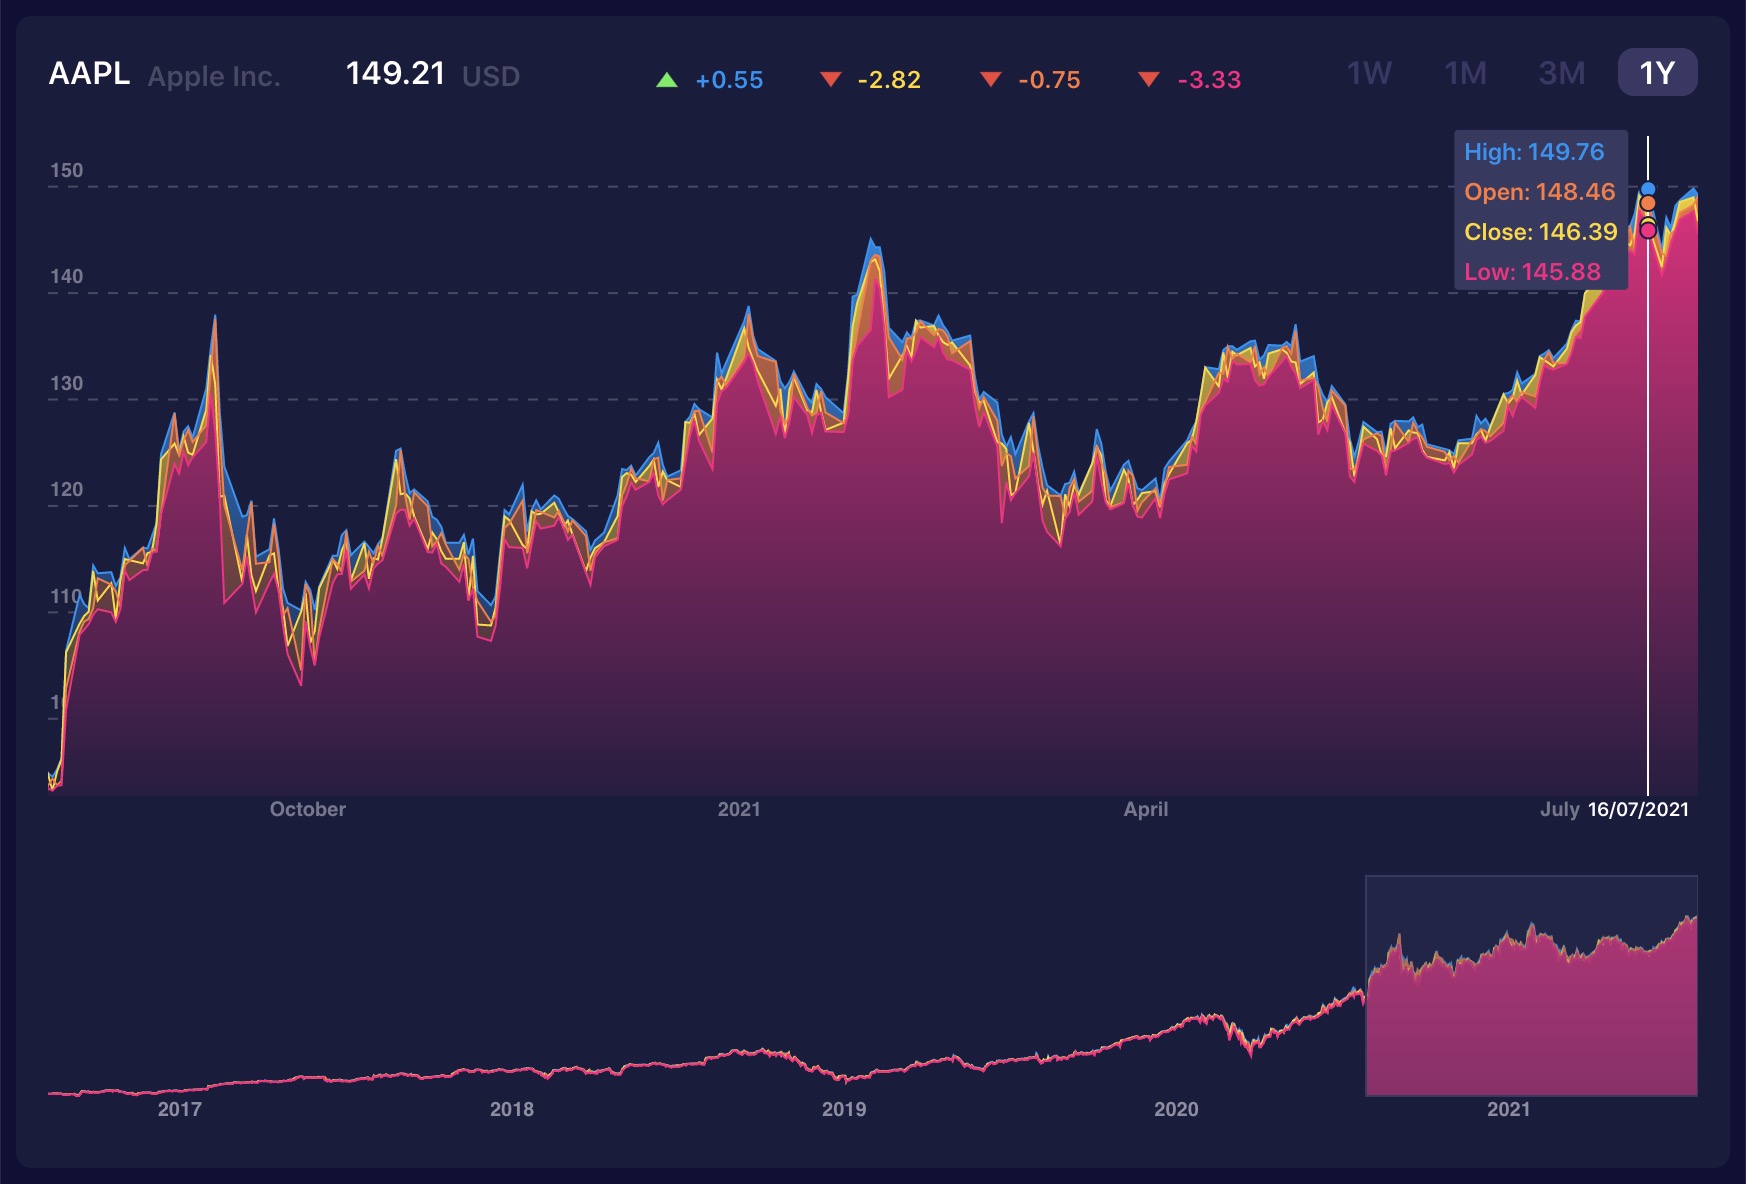 AAPL Apple Inc. 149.21 USD +0.55 -2.82 -0.75 -3.33 1W 1M 3M 1Y
High: 149.76
Open: 148.46
Close: 146.39
Low: 145.88
150
140
130
120
110
October 2021 April July 16/07/2021
2017 2018 2019 2020 2021